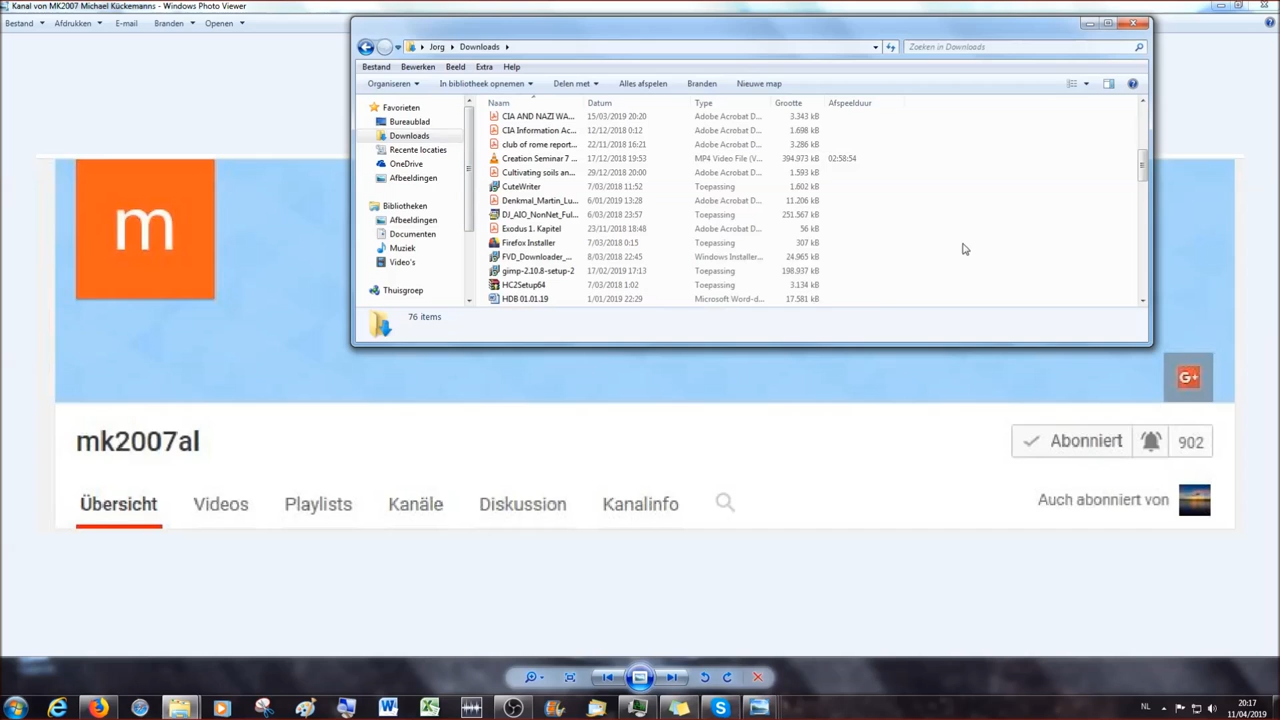 Kanal von MK2007 Michael Kückemanns - Windows Photo Viewer
Bestand Afdrukken E-mail Branden Openen
Jorg Downloads
Zoeken in Downloads
Bestand Bewerken Beeld Extra Help
Organiseren In bibliotheek opnemen Delen met Alles afspelen Branden Nieuwe map
Favorieten
Bureaublad
Downloads
Recente locaties
OneDrive
Afbeeldingen
Bibliotheken
Afbeeldingen
Documenten
Muziek
Video's
Thuisgroep
Naam Datum Type Grootte Afspeelduur
CIA AND NAZI WA... 15/03/2019 20:20 Adobe Acrobat D... 3.343 kB
CIA Information Ac... 12/12/2018 0:12 Adobe Acrobat D... 1.698 kB
club of rome report... 22/11/2018 16:21 Adobe Acrobat D... 3.286 kB
Creation Seminar 7 ... 17/12/2018 19:53 MP4 Video File (V... 394.973 kB 02:58:54
Cultivating soils an... 29/12/2018 20:00 Adobe Acrobat D... 1.593 kB
CuteWriter 7/03/2018 11:52 Toepassing 1.602 kB
Denkmal_Martin_Lu... 6/01/2019 13:28 Adobe Acrobat D... 11.206 kB
DJ_AIO_NonNet_Ful... 6/03/2018 23:57 Toepassing 251.567 kB
Exodus 1. Kapitel 23/11/2018 18:48 Adobe Acrobat D... 56 kB
Firefox Installer 7/03/2018 0:15 Toepassing 307 kB
FVD_Downloader_... 8/03/2018 22:45 Windows Installer... 24.965 kB
gimp-2.10.8-setup-2 17/02/2019 17:13 Toepassing 198.937 kB
HC2Setup64 7/03/2018 1:02 Toepassing 3.134 kB
HDB 01.01.19 1/01/2019 22:29 Microsoft Word-d... 17.581 kB
76 items
m
G+
mk2007al
Abonniert 902
Übersicht Videos Playlists Kanäle Diskussion Kanalinfo
Auch abonniert von
NL
20:17
11/04/2019